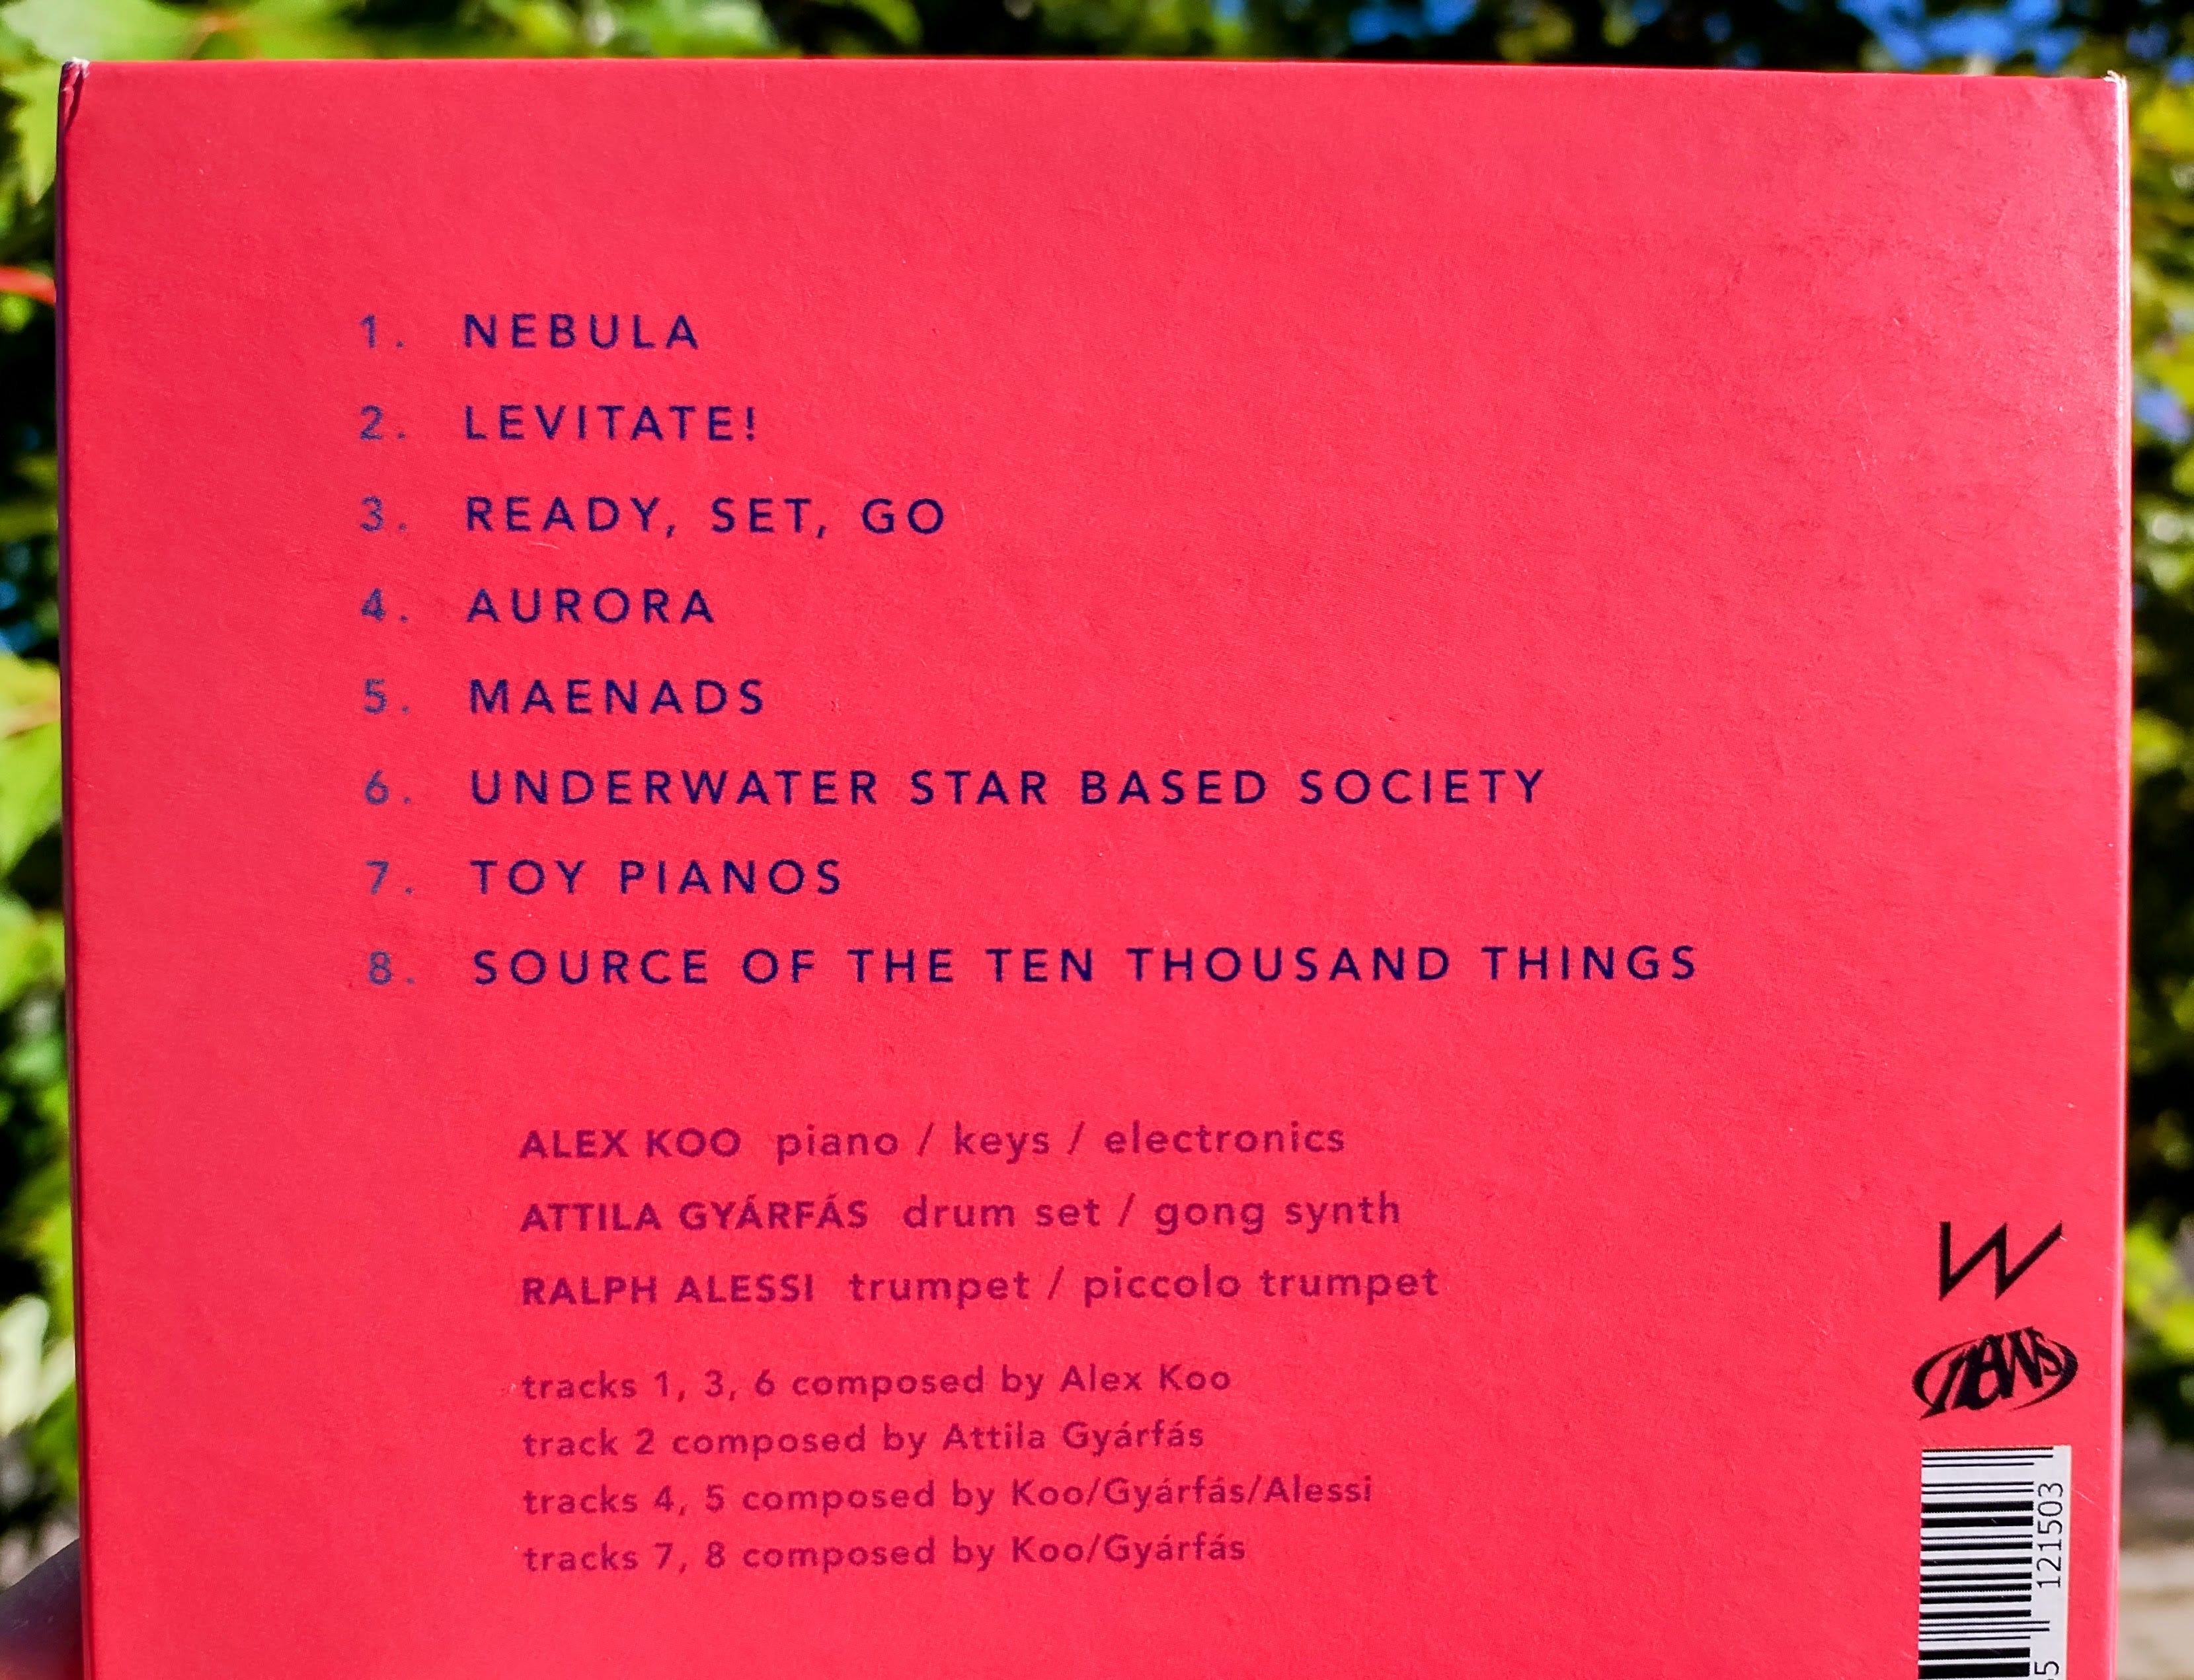 1. NEBULA
2. LEVITATE!
3. READY, SET, GO
4. AURORA
5. MAENADS
6. UNDERWATER STAR BASED SOCIETY
7. TOY PIANOS
8. SOURCE OF THE TEN THOUSAND THINGS
ALEX KOO piano / keys / electronics
ATTILA GYÁRFÁS drum set / gong synth
RALPH ALESSI trumpet / piccolo trumpet
tracks 1, 3, 6 composed by Alex Koo
track 2 composed by Attila Gyárfás
tracks 4, 5 composed by Koo/Gyárfás/Alessi
tracks 7, 8 composed by Koo/Gyárfás
W
news
5 121503